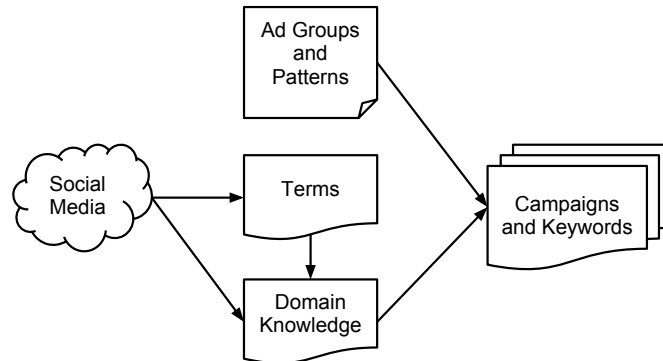 Ad Groups
and
Patterns
Social
Media
Terms
Campaigns
and Keywords
Domain
Knowledge